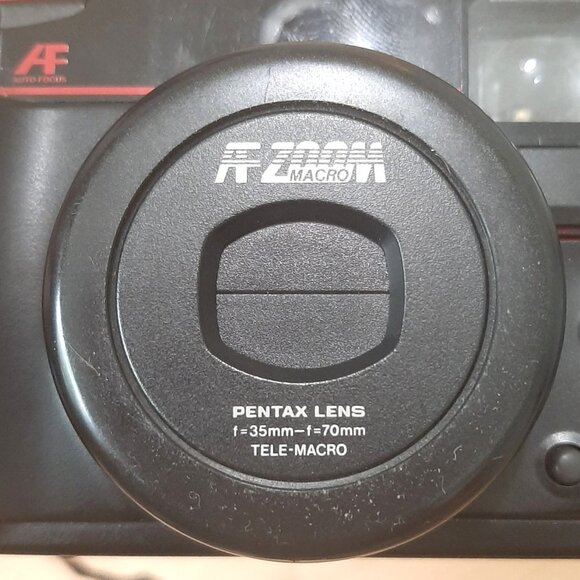 AF
AUTO FOCUS
AF ZOOM
MACRO
PENTAX LENS
f=35mm–f=70mm
TELE-MACRO